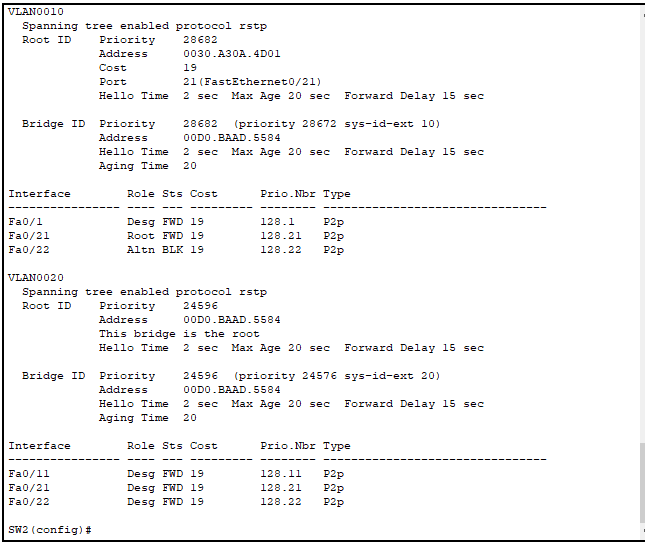 VLAN0010
  Spanning tree enabled protocol rstp
  Root ID    Priority    28682
             Address     0030.A30A.4D01
             Cost        19
             Port        21(FastEthernet0/21)
             Hello Time  2 sec  Max Age 20 sec  Forward Delay 15 sec
  Bridge ID  Priority    28682  (priority 28672 sys-id-ext 10)
             Address     00D0.BAAD.5584
             Hello Time  2 sec  Max Age 20 sec  Forward Delay 15 sec
             Aging Time  20
Interface        Role Sts Cost      Prio.Nbr Type
---------------- ---- --- --------- -------- --------------------------------
Fa0/1            Desg FWD 19        128.1    P2p
Fa0/21           Root FWD 19        128.21   P2p
Fa0/22           Altn BLK 19        128.22   P2p
VLAN0020
  Spanning tree enabled protocol rstp
  Root ID    Priority    24596
             Address     00D0.BAAD.5584
             This bridge is the root
             Hello Time  2 sec  Max Age 20 sec  Forward Delay 15 sec
  Bridge ID  Priority    24596  (priority 24576 sys-id-ext 20)
             Address     00D0.BAAD.5584
             Hello Time  2 sec  Max Age 20 sec  Forward Delay 15 sec
             Aging Time  20
Interface        Role Sts Cost      Prio.Nbr Type
---------------- ---- --- --------- -------- --------------------------------
Fa0/11           Desg FWD 19        128.11   P2p
Fa0/21           Desg FWD 19        128.21   P2p
Fa0/22           Desg FWD 19        128.22   P2p
SW2(config)#